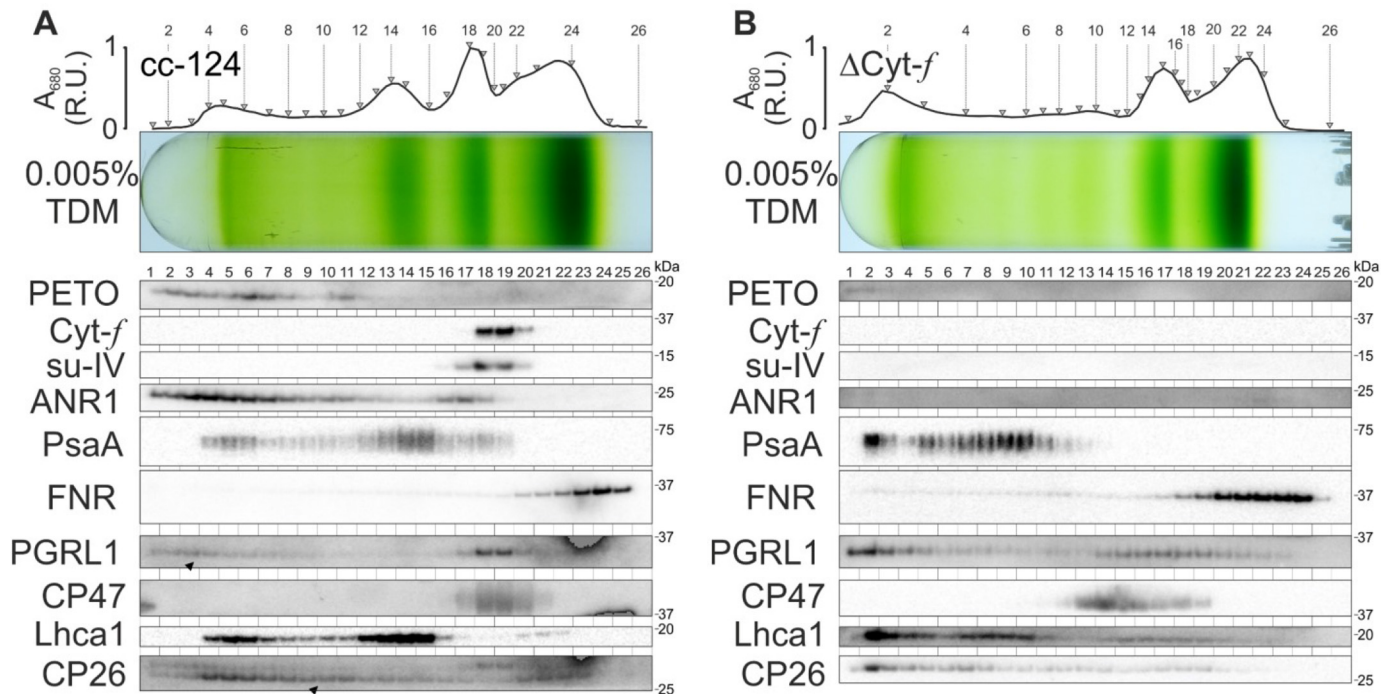 A
2 4 6 8 10 12 14 16 18 20 22 24 26
1
A680
(R.U.)
0
cc-124
0.005%
TDM
1 2 3 4 5 6 7 8 9 10 11 12 13 14 15 16 17 18 19 20 21 22 23 24 25 26 kDa
PETO -20
Cyt-f -37
su-IV -15
ANR1 -25
PsaA -75
FNR -37
PGRL1 -37
CP47 -37
Lhca1 -20
CP26 -25
B
2 4 6 8 10 12 14 16 18 20 22 24 26
1
A680
(R.U.)
0
ΔCyt-f
0.005%
TDM
1 2 3 4 5 6 7 8 9 10 11 12 13 14 15 16 17 18 19 20 21 22 23 24 25 26 kDa
PETO -20
Cyt-f -37
su-IV -15
ANR1 -25
PsaA -75
FNR -37
PGRL1 -37
CP47 -37
Lhca1 -20
CP26 -25